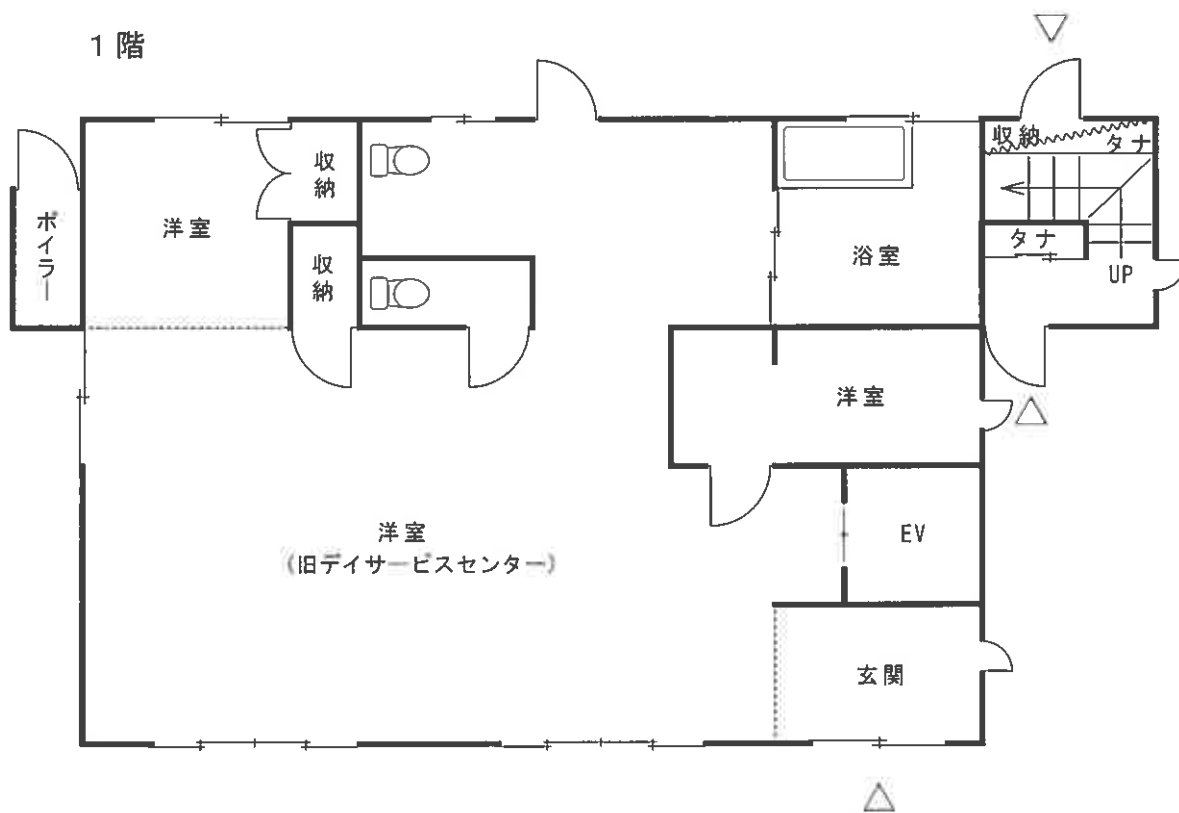 1階
収納
タナ
収納
ボイラー
洋室
収納
浴室
タナ
UP
洋室
洋室
(旧デイサービスセンター)
EV
玄関